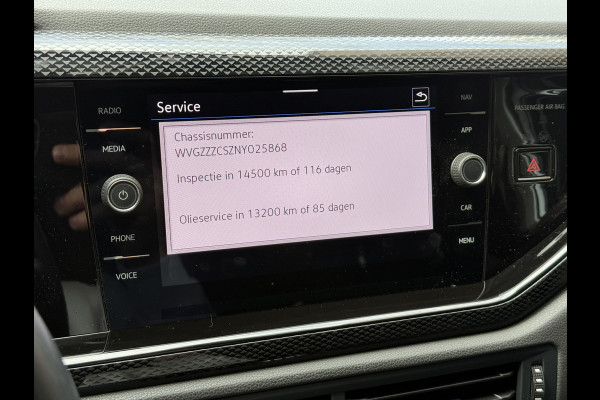 RADIO
MEDIA
PHONE
VOICE
Service
Chassisnummer:
WVGZZZCSZNY025868
Inspectie in 14500 km of 116 dagen
Olieservice in 13200 km of 85 dagen
NAV
APP
CAR
MENU
PASSENGER AIR BAG